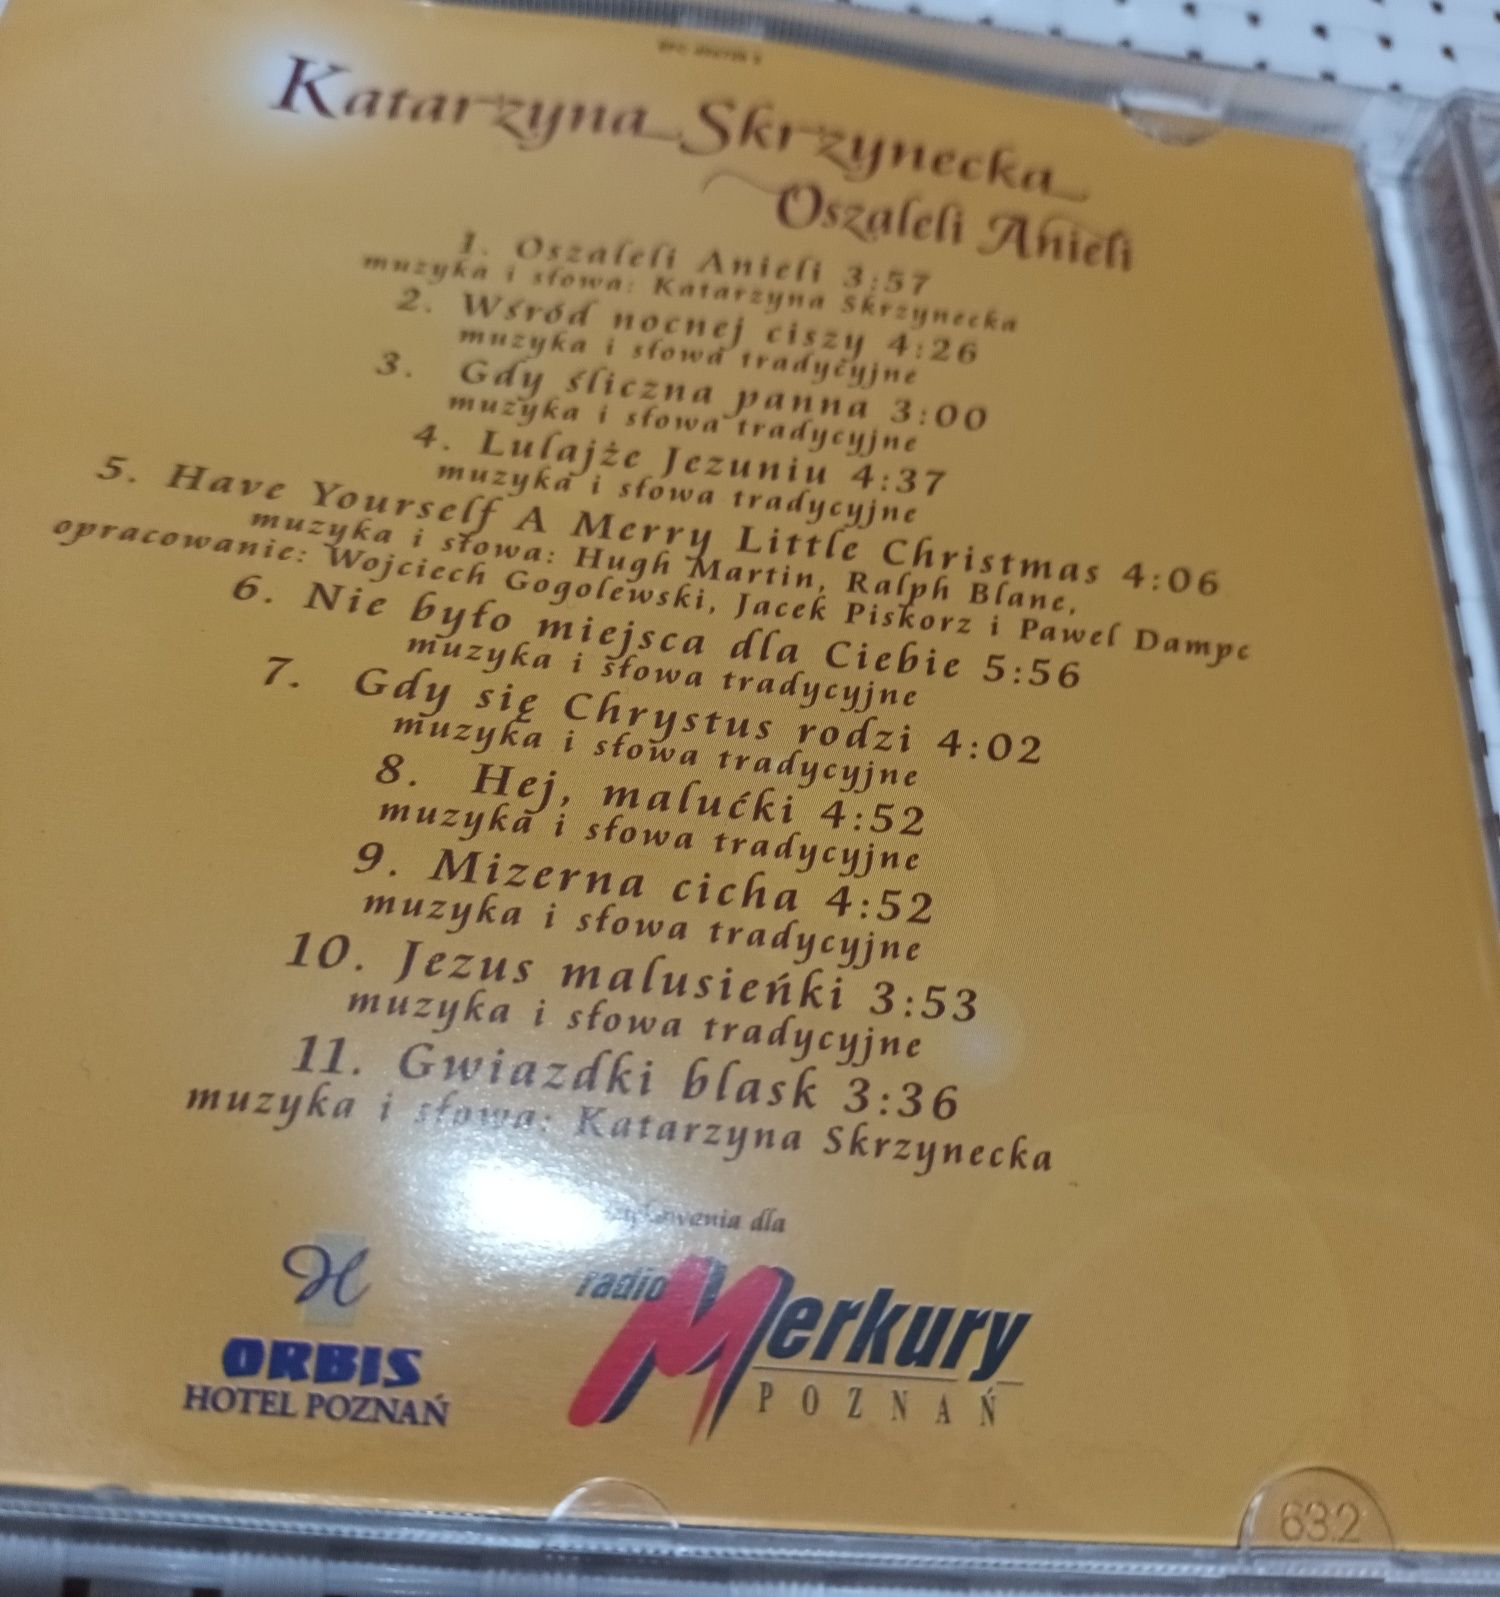 Katarzyna Skrzynecka
Oszaleli Anieli
1. Oszaleli Anieli 3:57
muzyka i słowa: Katarzyna Skrzynecka
2. Wśród nocnej ciszy 4:26
muzyka i słowa tradycyjne
3. Gdy śliczna panna 3:00
muzyka i słowa tradycyjne
4. Lulajże Jezuniu 4:37
muzyka i słowa tradycyjne
5. Have Yourself A Merry Little Christmas 4:06
muzyka i słowa: Hugh Martin, Ralph Blane,
opracowanie: Wojciech Gogolewski, Jacek Piskorz i Pawel Dampc
6. Nie było miejsca dla Ciebie 5:56
muzyka i słowa tradycyjne
7. Gdy się Chrystus rodzi 4:02
muzyka i słowa tradycyjne
8. Hej, malućki 4:52
muzyka i słowa tradycyjne
9. Mizerna cicha 4:52
muzyka i słowa tradycyjne
10. Jezus malusieńki 3:53
muzyka i słowa tradycyjne
11. Gwiazdki blask 3:36
muzyka i słowa: Katarzyna Skrzynecka
dla
H
ORBIS
HOTEL POZNAŃ
radio Merkury
POZNAŃ
632